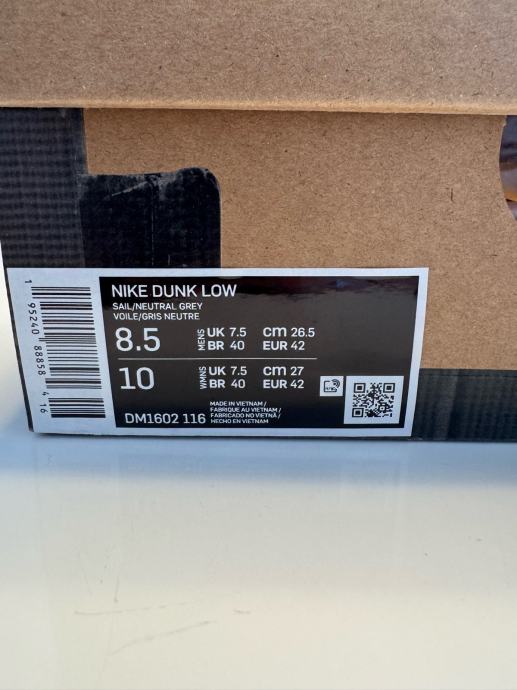 NIKE DUNK LOW
SAIL/NEUTRAL GREY
VOILE/GRIS NEUTRE
8.5 MENS UK 7.5 cm 26.5
BR 40 EUR 42
10 WMNS UK 7.5 cm 27
BR 40 EUR 42
DM1602 116
MADE IN VIETNAM /
FABRIQUE AU VIETNAM /
FABRICADO NO VIETNÃ /
HECHO EN VIETNAM
1 95240 88858 4 16